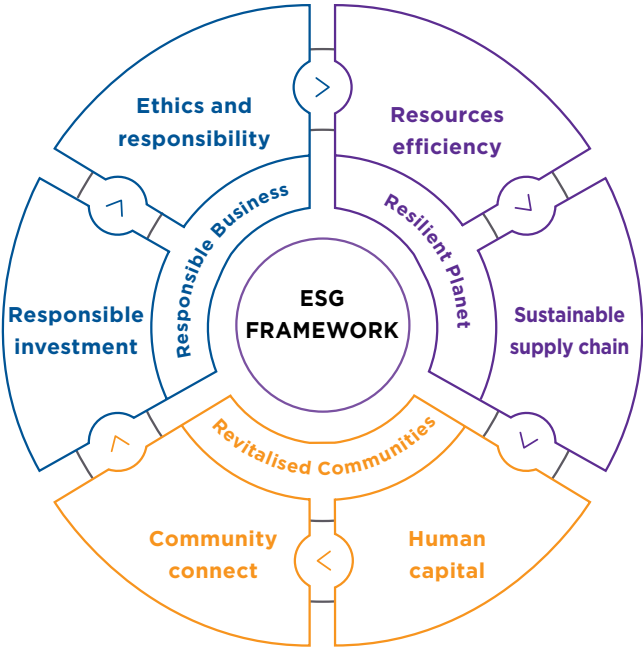 Ethics and
responsibility
Resources
efficiency
Responsible Business
Resilient Planet
ESG
FRAMEWORK
Responsible
investment
Sustainable
supply chain
Revitalised Communities
Community
connect
Human
capital